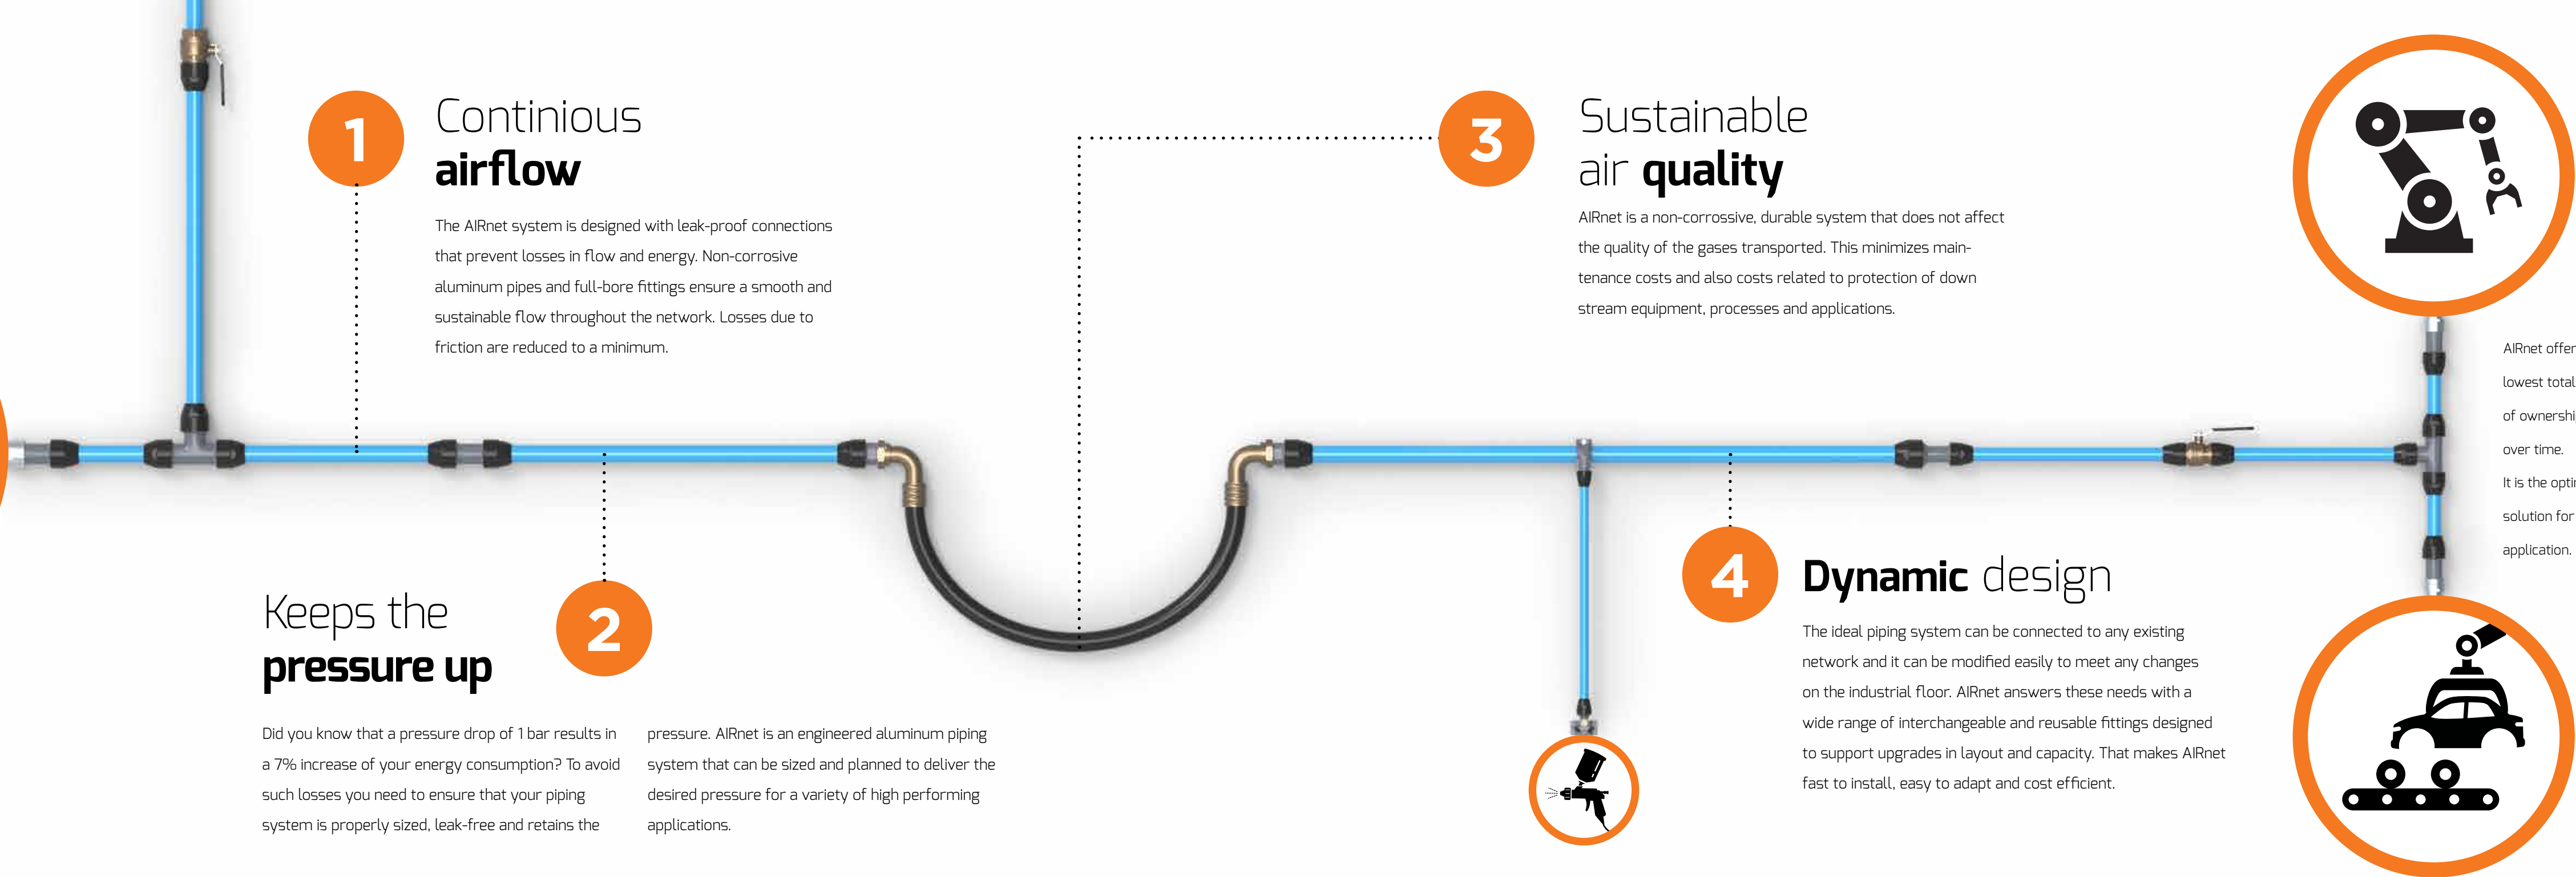 1
Continious
airflow
The AIRnet system is designed with leak-proof connections
that prevent losses in flow and energy. Non-corrosive
aluminum pipes and full-bore fittings ensure a smooth and
sustainable flow throughout the network. Losses due to
friction are reduced to a minimum.
Keeps the
pressure up
2
Did you know that a pressure drop of 1 bar results in
a 7% increase of your energy consumption? To avoid
such losses you need to ensure that your piping
system is properly sized, leak-free and retains the
pressure. AIRnet is an engineered aluminum piping
system that can be sized and planned to deliver the
desired pressure for a variety of high performing
applications.
3
Sustainable
air quality
AIRnet is a non-corrossive, durable system that does not affect
the quality of the gases transported. This minimizes main-
tenance costs and also costs related to protection of down
stream equipment, processes and applications.
4
Dynamic design
The ideal piping system can be connected to any existing
network and it can be modified easily to meet any changes
on the industrial floor. AIRnet answers these needs with a
wide range of interchangeable and reusable fittings designed
to support upgrades in layout and capacity. That makes AIRnet
fast to install, easy to adapt and cost efficient.
AIRnet
lowest total
of
over time.
It is the
solution for
application.